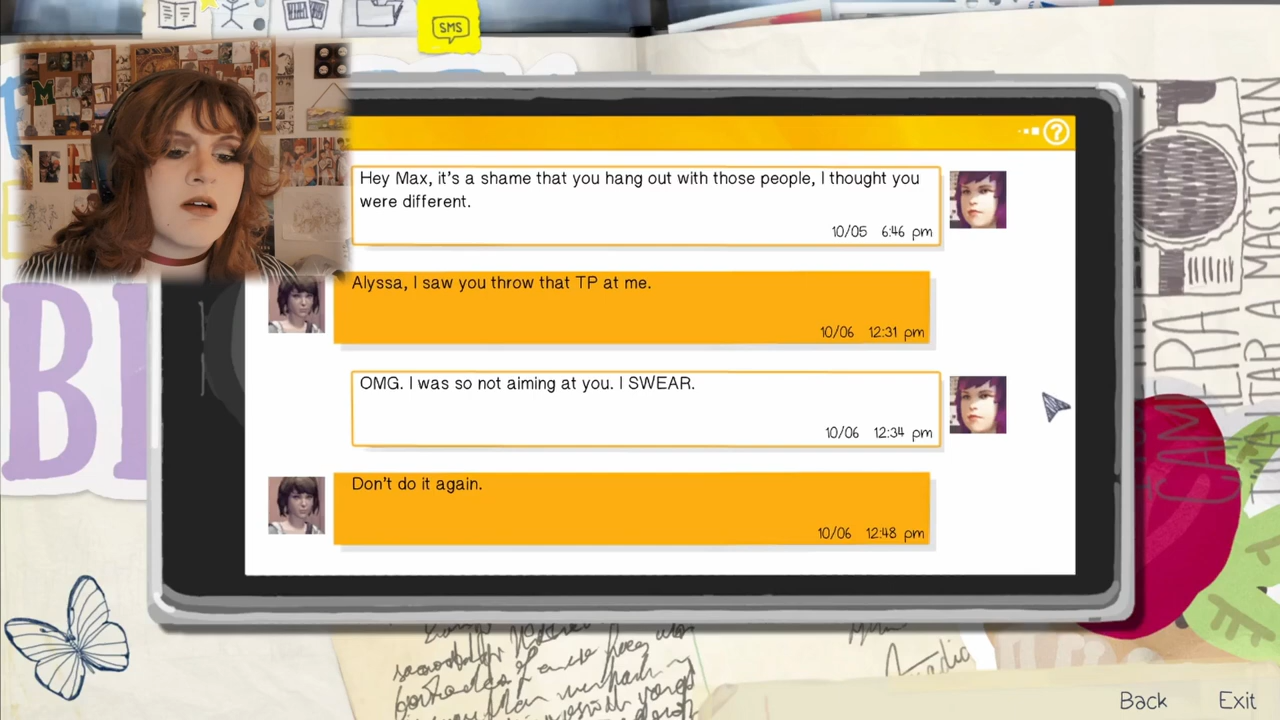 SMS
?
Hey Max, it's a shame that you hang out with those people, I thought you
were different.
10/05 6:46 pm
Alyssa, I saw you throw that TP at me.
10/06 12:31 pm
OMG. I was so not aiming at you. I SWEAR.
10/06 12:34 pm
Don't do it again.
10/06 12:48 pm
CAMERA
MAGICIAN
Back
Exit